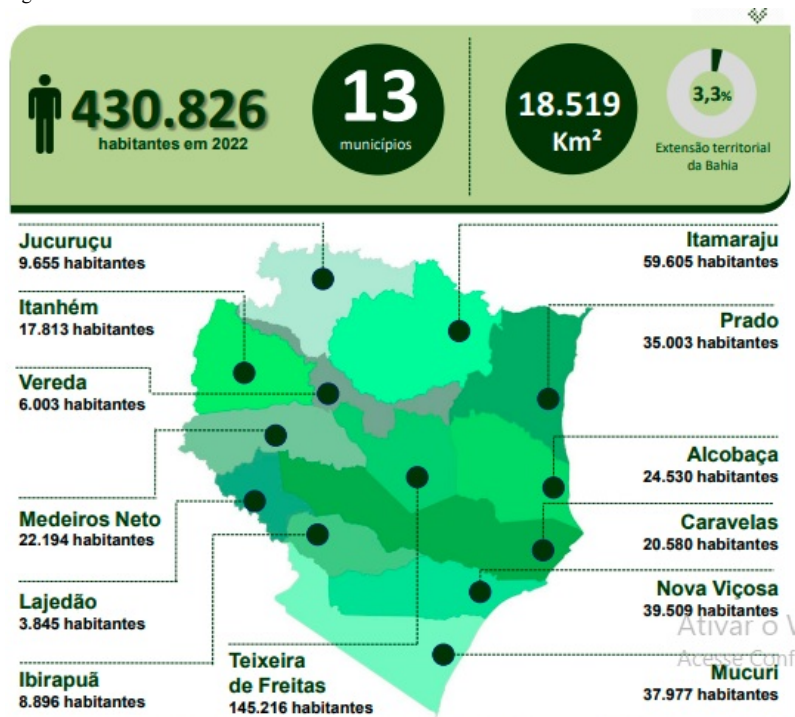 430.826
habitantes em 2022
13
municípios
18.519
Km²
3,3%
Extensão territorial
da Bahia
Jucuruçu
9.655 habitantes
Itanhém
17.813 habitantes
Vereda
6.003 habitantes
Medeiros Neto
22.194 habitantes
Lajedão
3.845 habitantes
Ibirapuã
8.896 habitantes
Teixeira
de Freitas
145.216 habitantes
Itamaraju
59.605 habitantes
Prado
35.003 habitantes
Alcobaça
24.530 habitantes
Caravelas
20.580 habitantes
Nova Viçosa
39.509 habitantes
Ativar o
Acesse Conf
Mucuri
37.977 habitantes